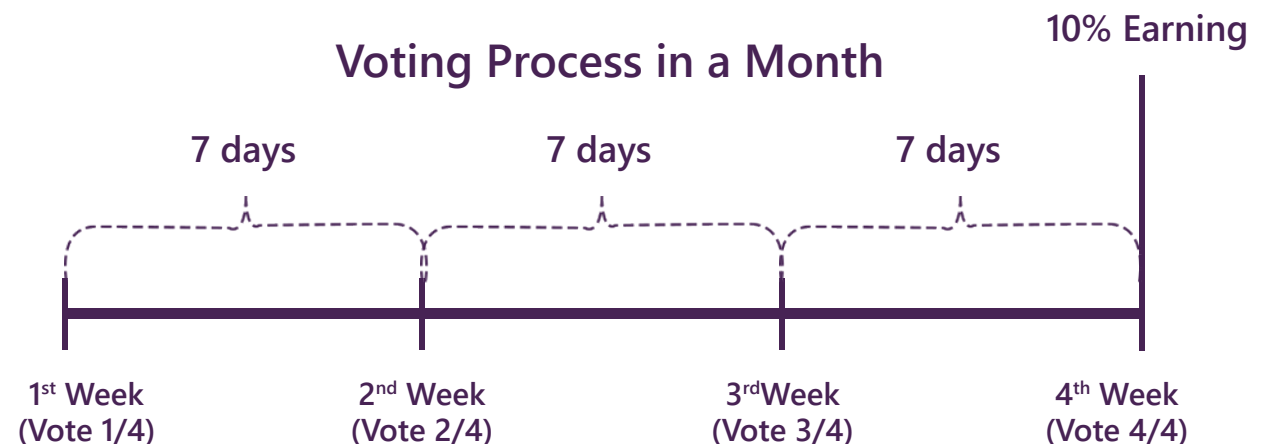 10% Earning
Voting Process in a Month
7 days
7 days
7 days
1st Week
(Vote 1/4)
2nd Week
(Vote 2/4)
3rdWeek
(Vote 3/4)
4th Week
(Vote 4/4)